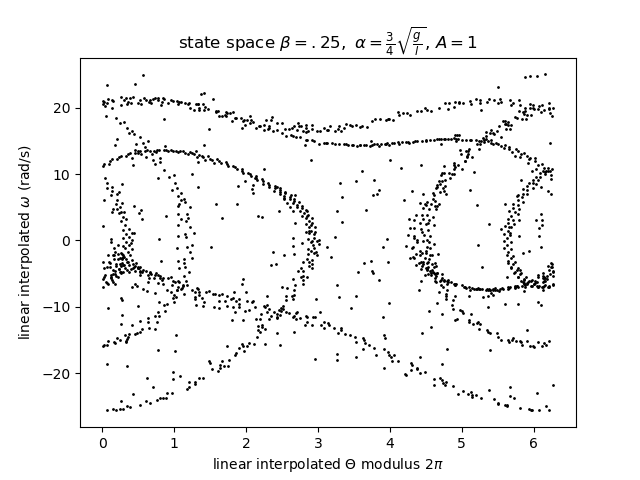 state space β = .25, α = 3/4 √(g/l), A = 1
linear interpolated ω (rad/s)
20
10
0
−10
−20
0 1 2 3 4 5 6
linear interpolated Θ modulus 2π